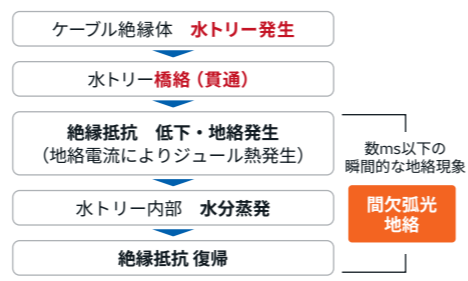 ケーブル絶縁体 水トリー発生
水トリー橋絡（貫通）
絶縁抵抗 低下・地絡発生
（地絡電流によりジュール熱発生）
水トリー内部 水分蒸発
絶縁抵抗 復帰
数ms以下の
瞬間的な地絡現象
間欠弧光
地絡